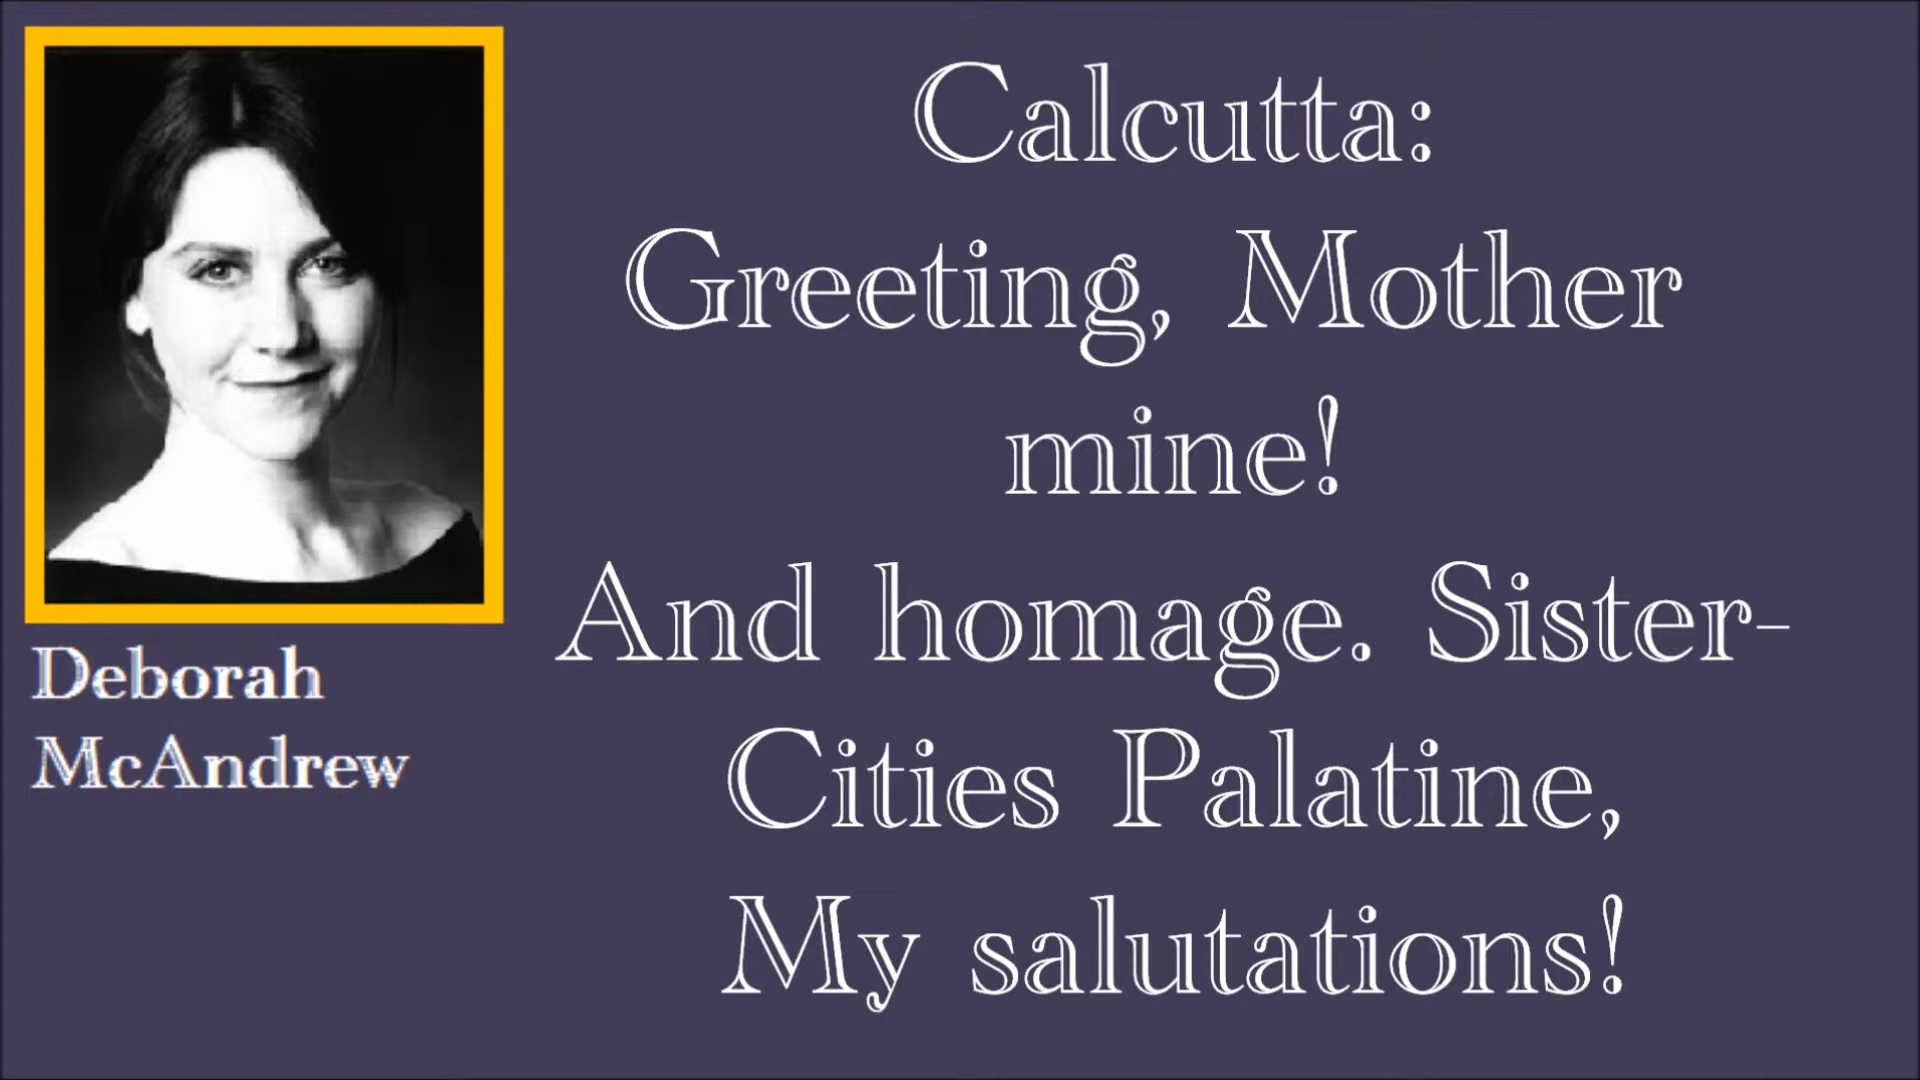 Calcutta:
Greeting, Mother
mine!
And homage. Sister-
Cities Palatine,
My salutations!
Deborah
McAndrew